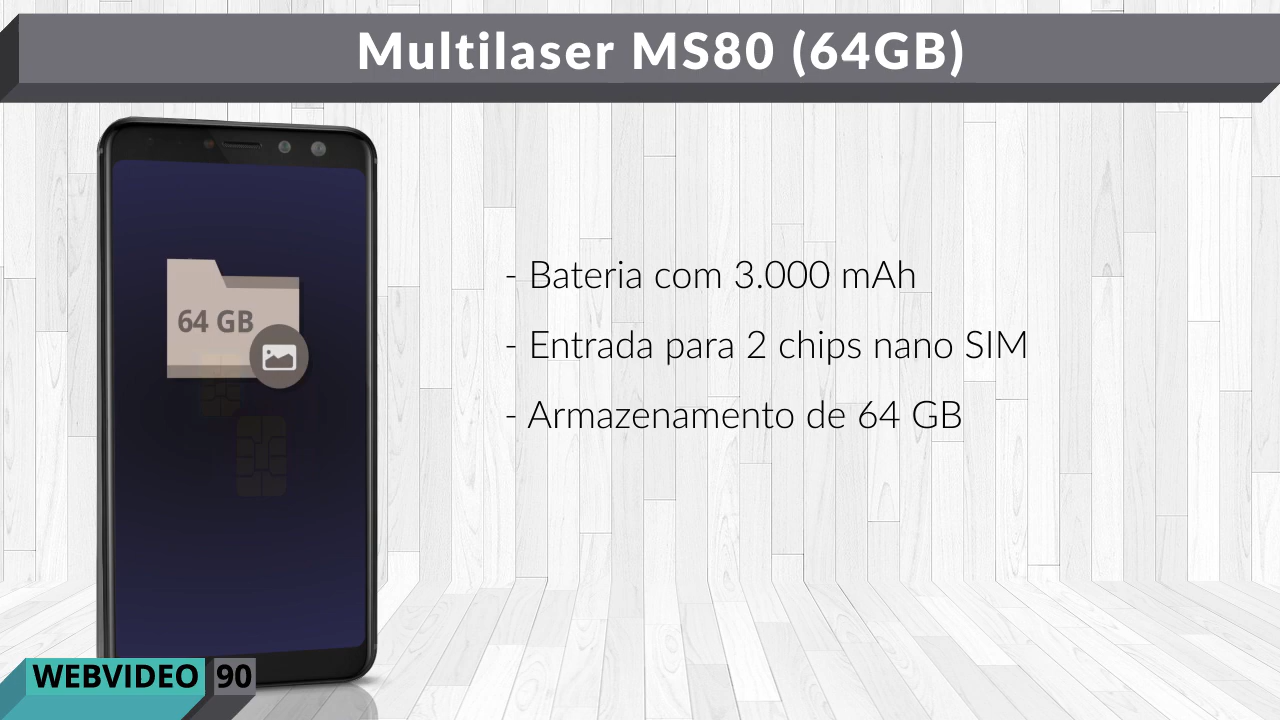 Multilaser MS80 (64GB)
64 GB
- Bateria com 3.000 mAh
- Entrada para 2 chips nano SIM
- Armazenamento de 64 GB
WEBVIDEO 90